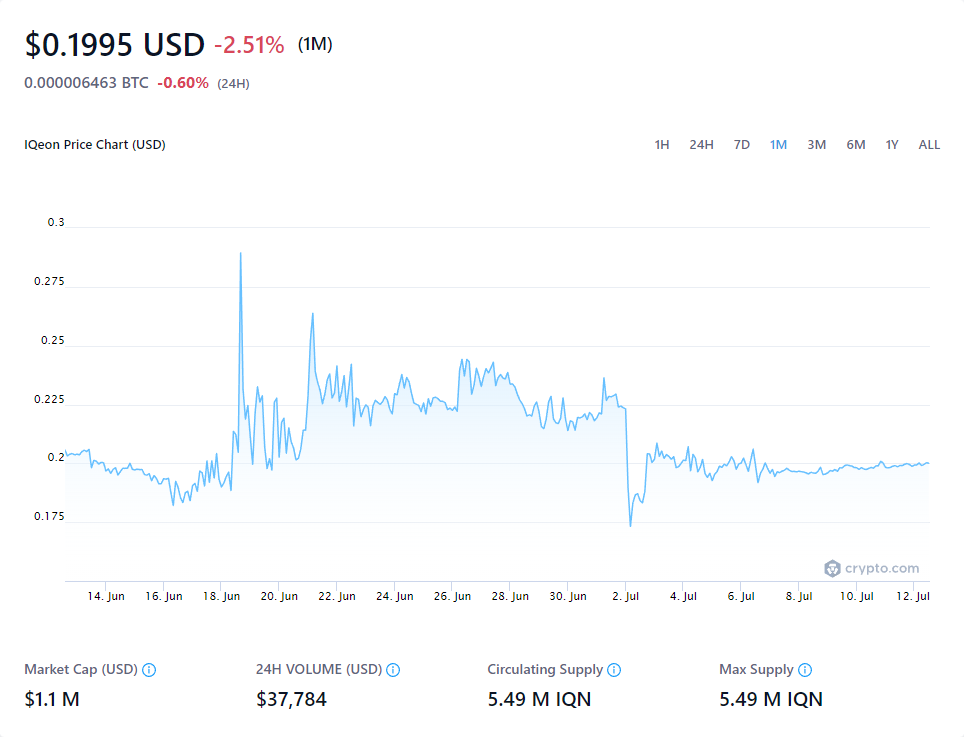 $0.1995 USD -2.51% (1M)
0.000006463 BTC -0.60% (24H)
IQeon Price Chart (USD) 1H 24H 7D 1M 3M 6M 1Y ALL
0.3
0.275
0.25
0.225
0.2
0.175
crypto.com
14. Jun 16. Jun 18. Jun 20. Jun 22. Jun 24. Jun 26. Jun 28. Jun 30. Jun 2. Jul 4. Jul 6. Jul 8. Jul 10. Jul 12. Jul
Market Cap (USD) 24H VOLUME (USD) Circulating Supply Max Supply
$1.1 M $37,784 5.49 M IQN 5.49 M IQN